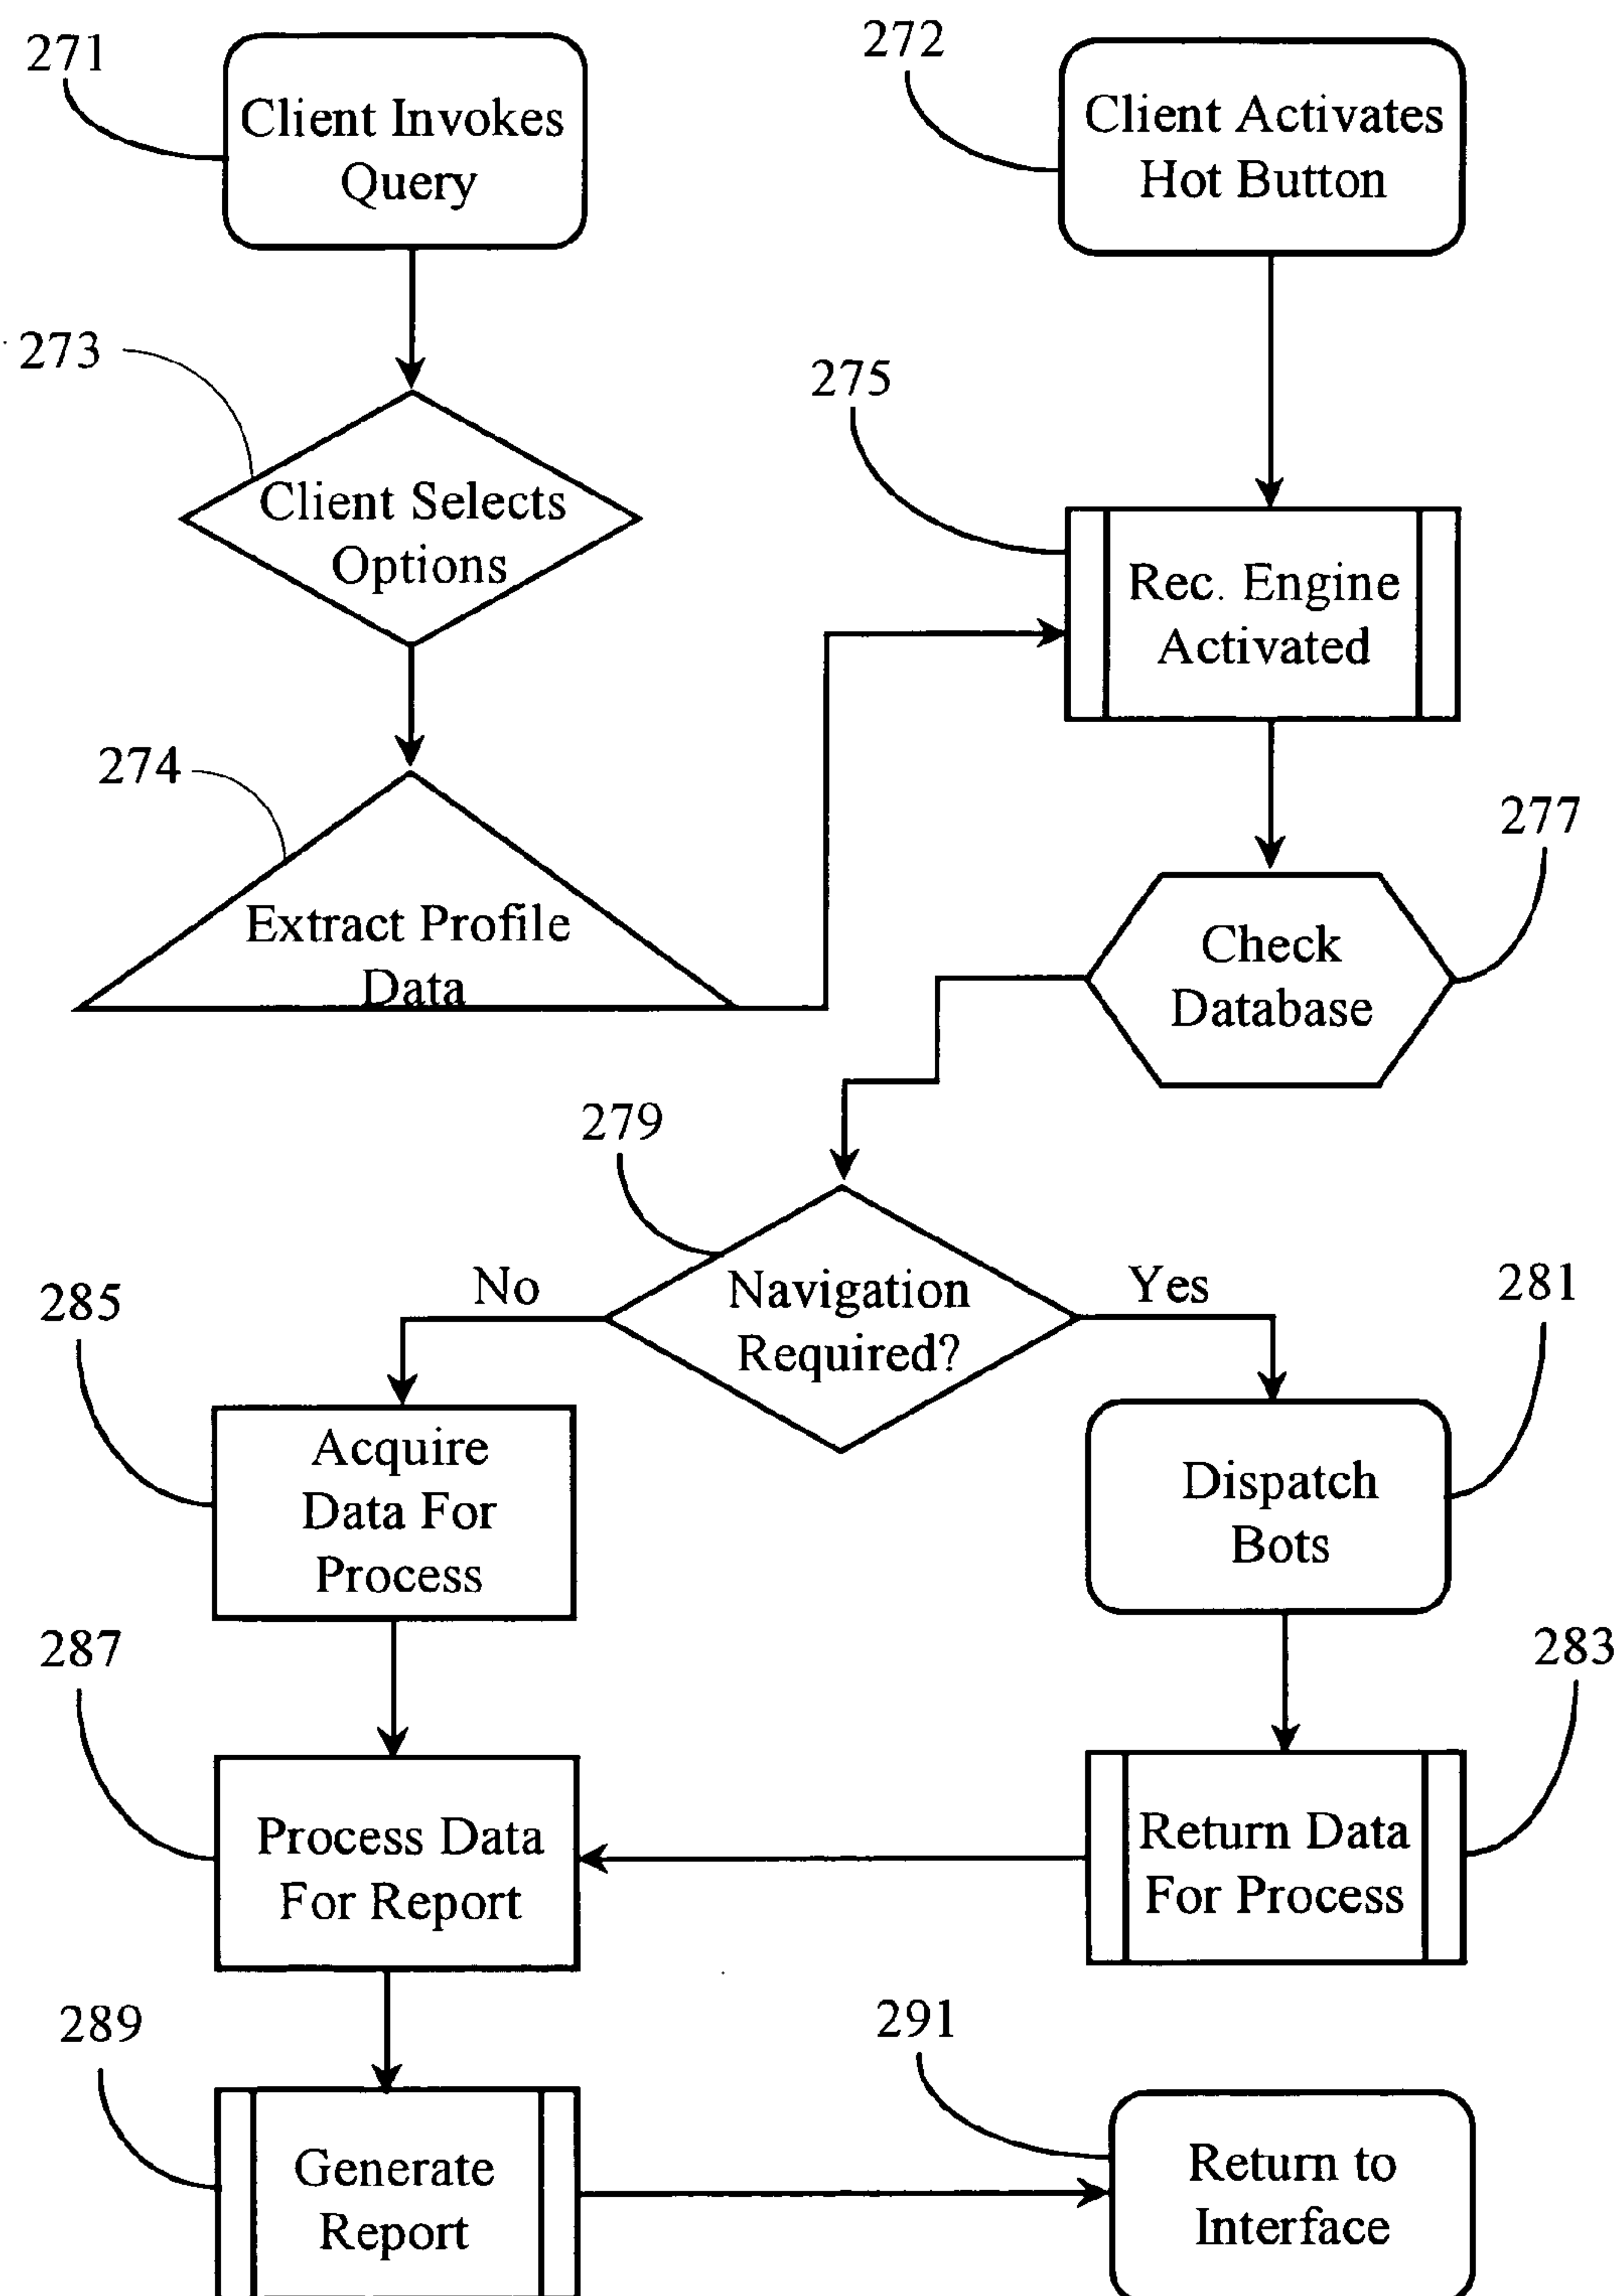 271
Client Invokes
Query
272
Client Activates
Hot Button
273
Client Selects
Options
275
Rec. Engine
Activated
274
Extract Profile
Data
277
Check
Database
279
Navigation
Required?
No
Yes
285
Acquire
Data For
Process
281
Dispatch
Bots
287
Process Data
For Report
283
Return Data
For Process
289
Generate
Report
291
Return to
Interface